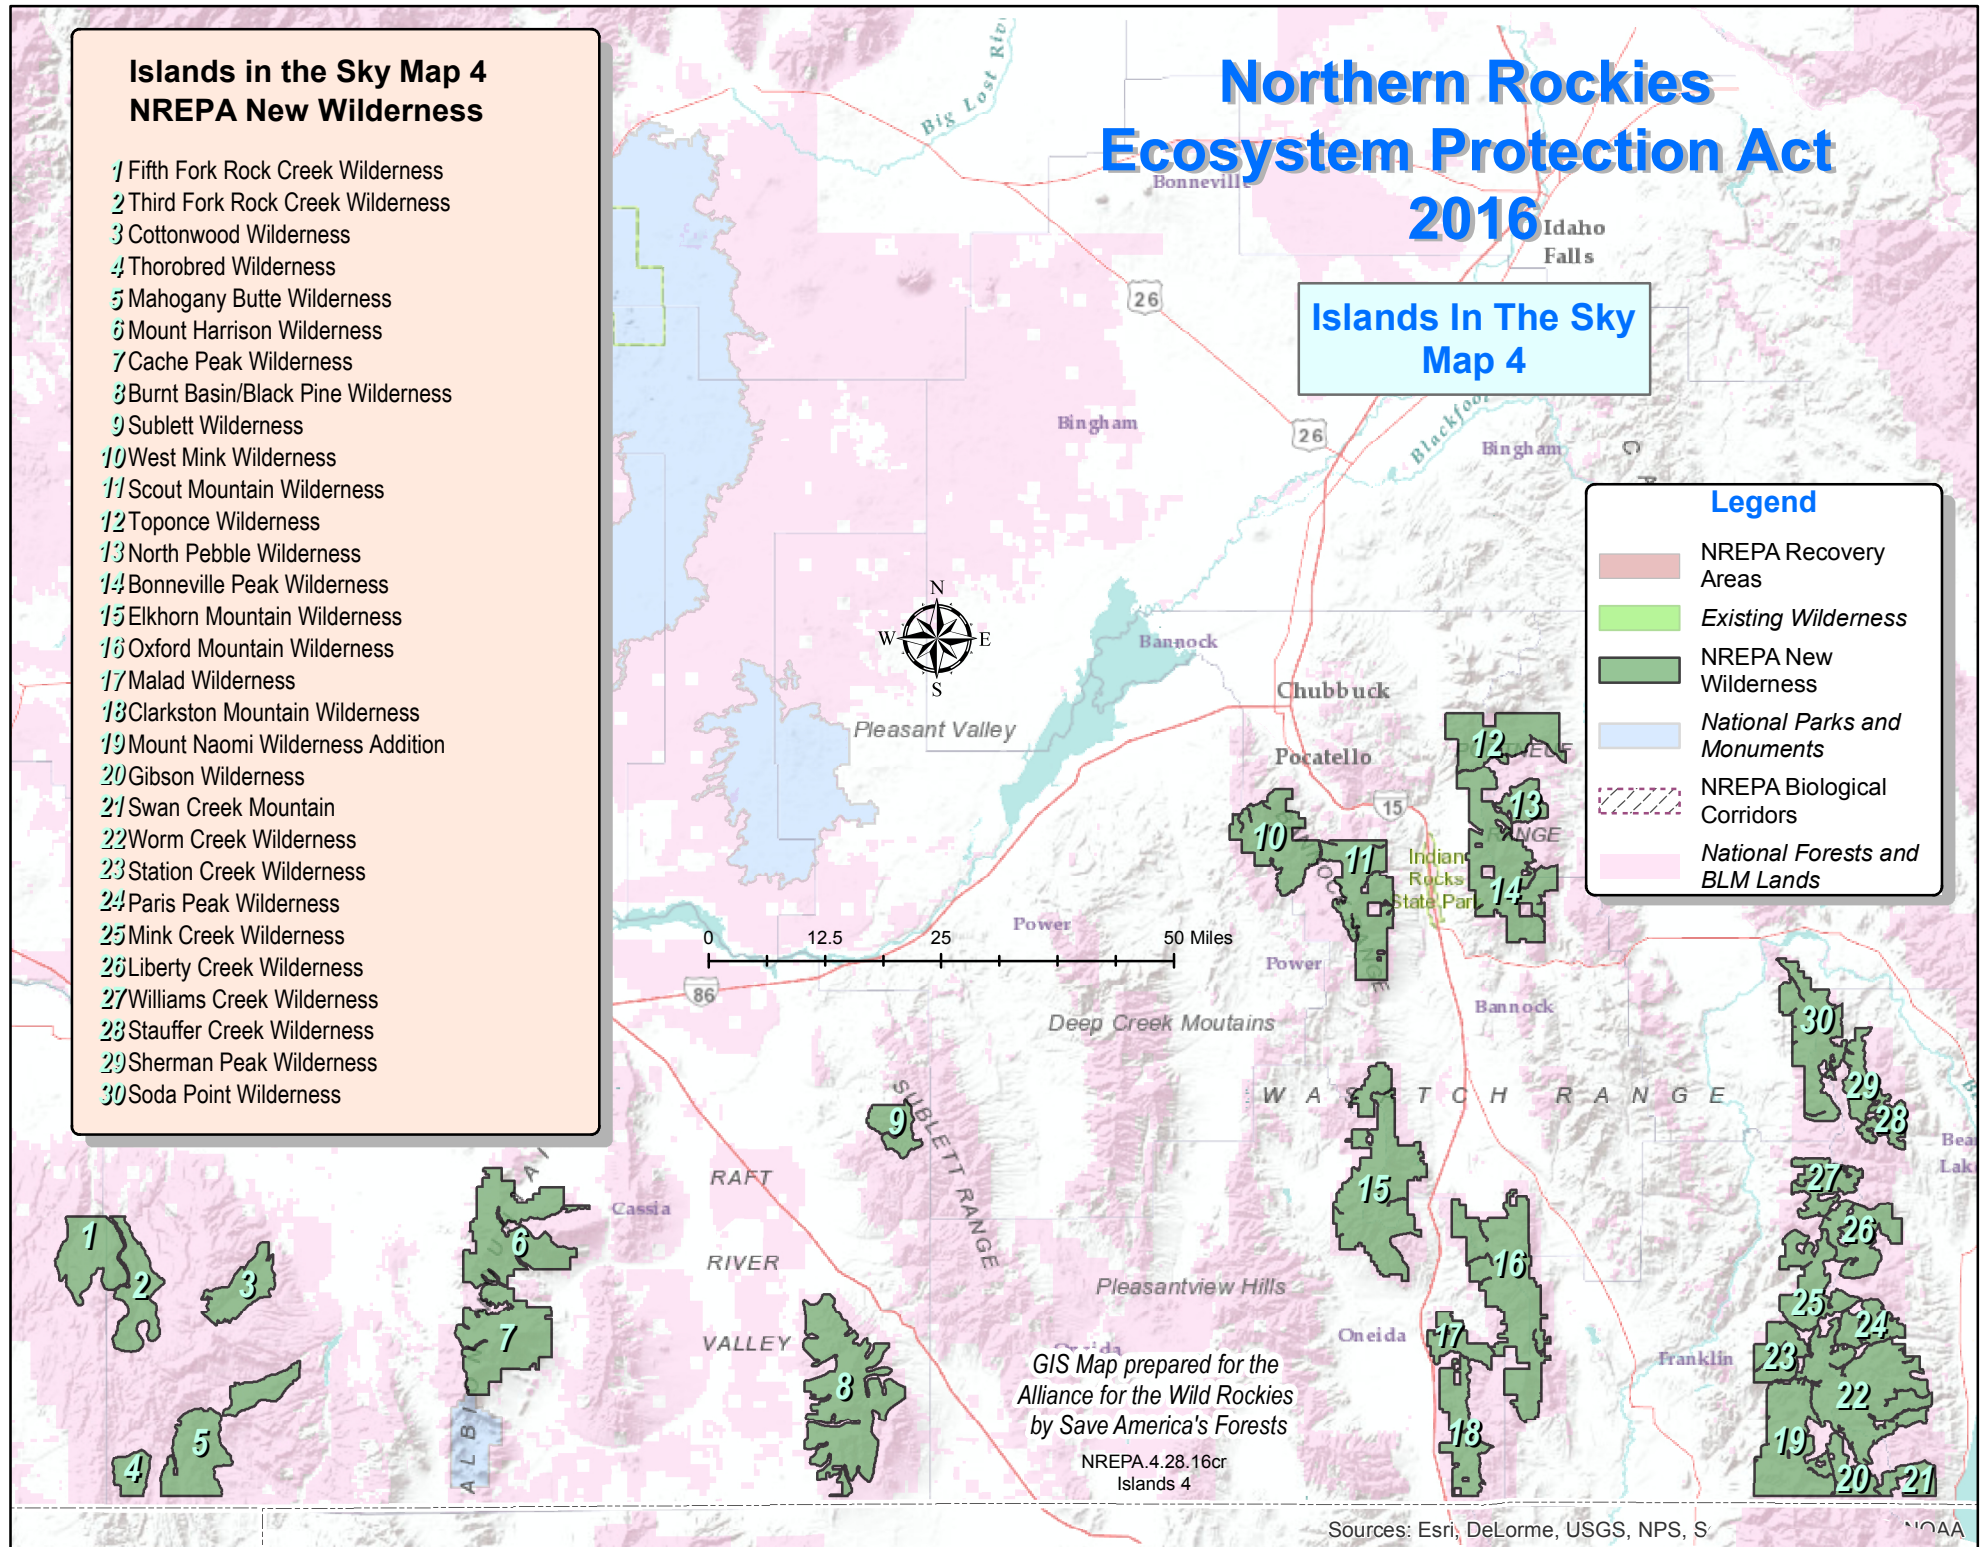 Islands in the Sky Map 4
NREPA New Wilderness
1 Fifth Fork Rock Creek Wilderness
2 Third Fork Rock Creek Wilderness
3 Cottonwood Wilderness
4 Thorobred Wilderness
5 Mahogany Butte Wilderness
6 Mount Harrison Wilderness
7 Cache Peak Wilderness
8 Burnt Basin/Black Pine Wilderness
9 Sublett Wilderness
10 West Mink Wilderness
11 Scout Mountain Wilderness
12 Toponce Wilderness
13 North Pebble Wilderness
14 Bonneville Peak Wilderness
15 Elkhorn Mountain Wilderness
16 Oxford Mountain Wilderness
17 Malad Wilderness
18 Clarkston Mountain Wilderness
19 Mount Naomi Wilderness Addition
20 Gibson Wilderness
21 Swan Creek Mountain
22 Worm Creek Wilderness
23 Station Creek Wilderness
24 Paris Peak Wilderness
25 Mink Creek Wilderness
26 Liberty Creek Wilderness
27 Williams Creek Wilderness
28 Stauffer Creek Wilderness
29 Sherman Peak Wilderness
30 Soda Point Wilderness
Northern Rockies
Ecosystem Protection Act
2016
Islands In The Sky
Map 4
Legend
NREPA Recovery
Areas
Existing Wilderness
NREPA New
Wilderness
National Parks and
Monuments
NREPA Biological
Corridors
National Forests and
BLM Lands
Big Lost
Bonneville
Idaho
Falls
26
Bingham
26
Blackfoot
Bingham
N
W E
S
Bannock
Chubbuck
Pleasant Valley
Pocatello
12
15
13
RANGE
10
11
Indian
Rocks
State Park
14
Power
0 12.5 25 50 Miles
Power
86
Bannock
Deep Creek Moutains
30
WASATCH RANGE
29
28
9
SUBLETT RANGE
Bear
Lake
RAFT
15
27
Cassia
1
6
26
2
3
RIVER
16
Pleasantview Hills
25
7
VALLEY
17
24
Oneida
Oneida
Franklin
23
8
22
GIS Map prepared for the
Alliance for the Wild Rockies
by Save America's Forests
NREPA.4.28.16cr
Islands 4
5
4
18
19
20
21
Sources: Esri, DeLorme, USGS, NPS, S
NOAA